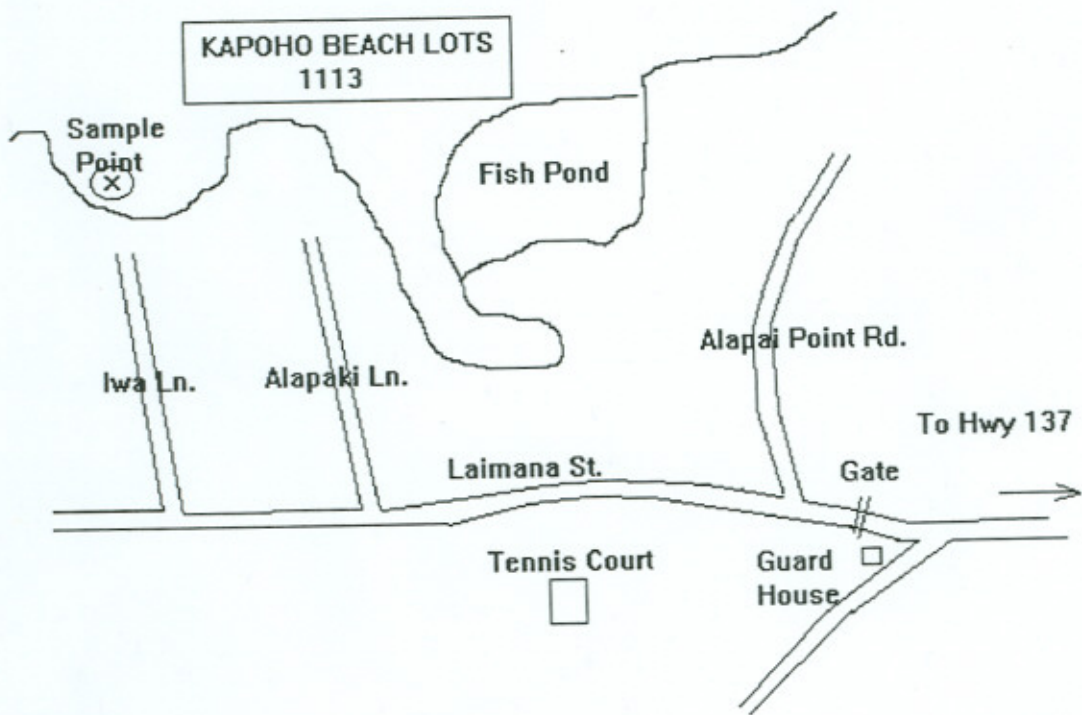 KAPOHO BEACH LOTS
1113
Sample
Point
X
Fish Pond
Alapai Point Rd.
Iwa Ln.
Alapaki Ln.
To Hwy 137
Laimana St.
Gate
Tennis Court
Guard
House